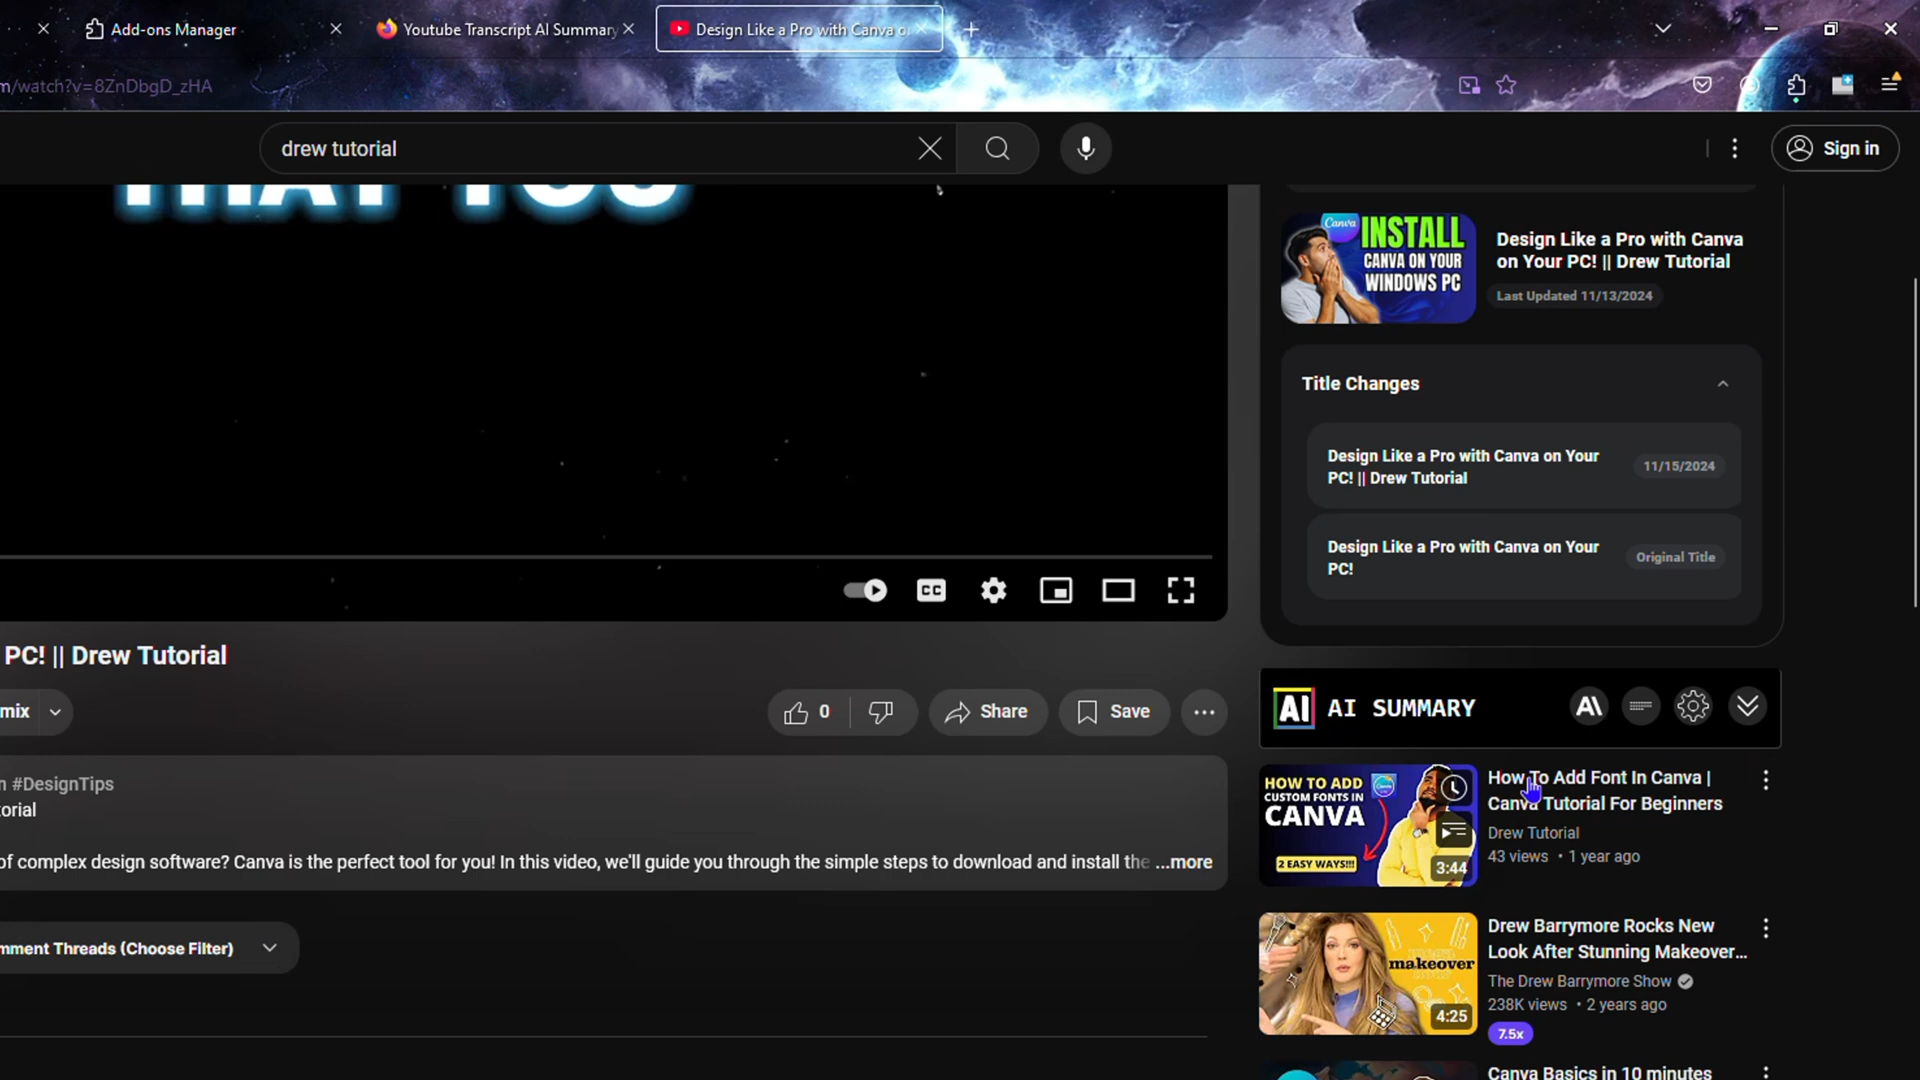 Add-ons Manager
Youtube Transcript AI Summary
Design Like a Pro with Canva o
m/watch?v=8ZnDbgD_zHA
drew tutorial
Sign in
THAT YOU
Canva
INSTALL
CANVA ON YOUR
WINDOWS PC
Design Like a Pro with Canva
on Your PC! || Drew Tutorial
Last Updated 11/13/2024
Title Changes
Design Like a Pro with Canva on Your
PC! || Drew Tutorial
11/15/2024
Design Like a Pro with Canva on Your
PC!
Original Title
CC
PC! || Drew Tutorial
mix
0
Share
Save
AI
AI SUMMARY
n #DesignTips
torial
of complex design software? Canva is the perfect tool for you! In this video, we'll guide you through the simple steps to download and install the ...more
mment Threads (Choose Filter)
HOW TO ADD
CUSTOM FONTS IN
CANVA
2 EASY WAYS!!!
3:44
How To Add Font In Canva |
Canva Tutorial For Beginners
Drew Tutorial
43 views • 1 year ago
makeover
4:25
Drew Barrymore Rocks New
Look After Stunning Makeover...
The Drew Barrymore Show
238K views • 2 years ago
7.5x
Canva Basics in 10 minutes